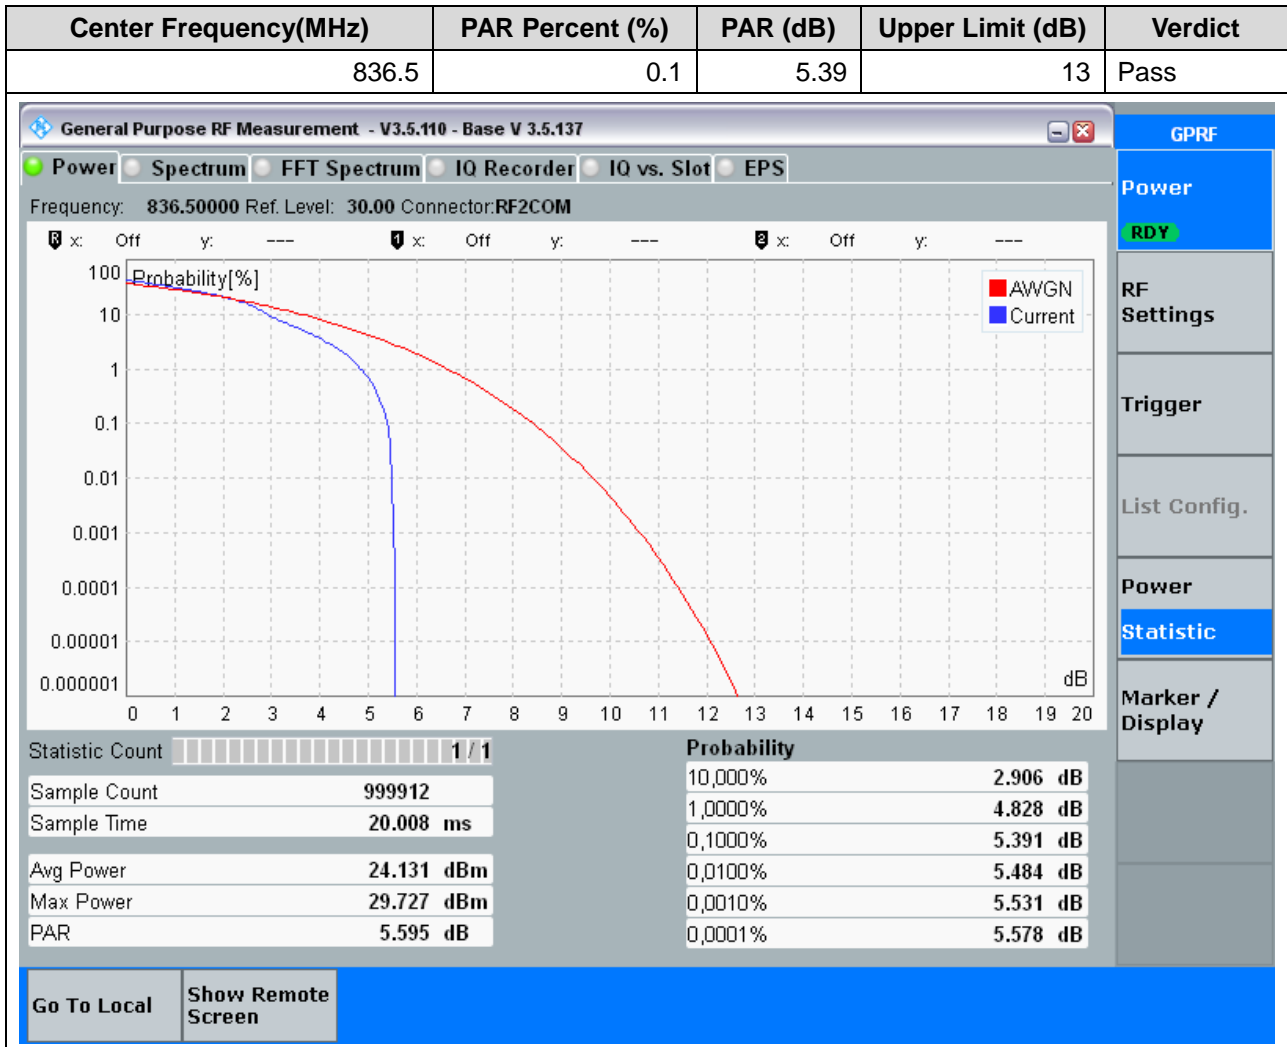 Center Frequency(MHz) PAR Percent (%) PAR (dB) Upper Limit (dB) Verdict
836.5 0.1 5.39 13 Pass
General Purpose RF Measurement - V3.5.110 - Base V 3.5.137
GPRF
Power Spectrum FFT Spectrum IQ Recorder IQ vs. Slot EPS
Frequency: 836.50000 Ref. Level: 30.00 Connector:RF2COM
R x: Off y: --- 1 x: Off y: --- 2 x: Off y: ---
Probability[%]
AWGN
Current
100
10
1
0.1
0.01
0.001
0.0001
0.00001
0.000001
dB
0 1 2 3 4 5 6 7 8 9 10 11 12 13 14 15 16 17 18 19 20
Statistic Count 1 / 1
Sample Count 999912
Sample Time 20.008 ms
Avg Power 24.131 dBm
Max Power 29.727 dBm
PAR 5.595 dB
Probability
10,000% 2.906 dB
1,0000% 4.828 dB
0,1000% 5.391 dB
0,0100% 5.484 dB
0,0010% 5.531 dB
0,0001% 5.578 dB
Power
RDY
RF
Settings
Trigger
List Config.
Power
Statistic
Marker /
Display
Go To Local
Show Remote
Screen